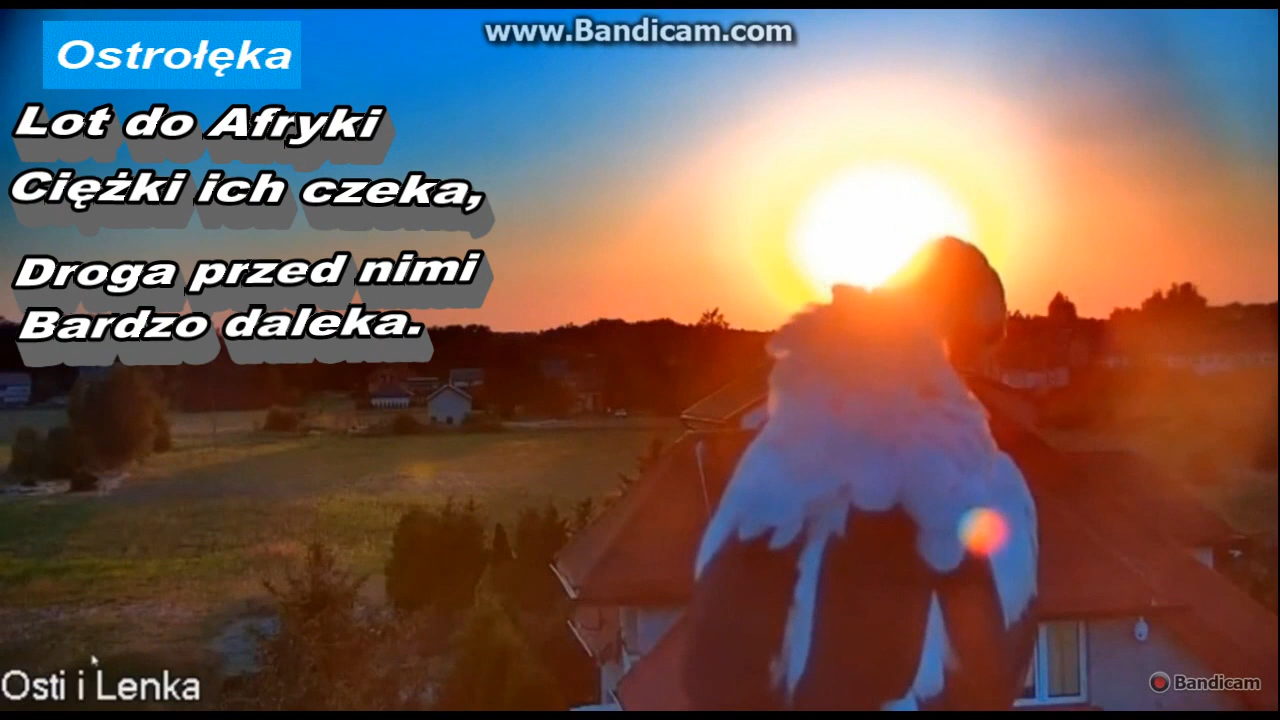 www.Bandicam.com
Ostrołęka
Lot do Afryki
Ciężki ich czeka,
Droga przed nimi
Bardzo daleka.
Osti i Lenka
Bandicam